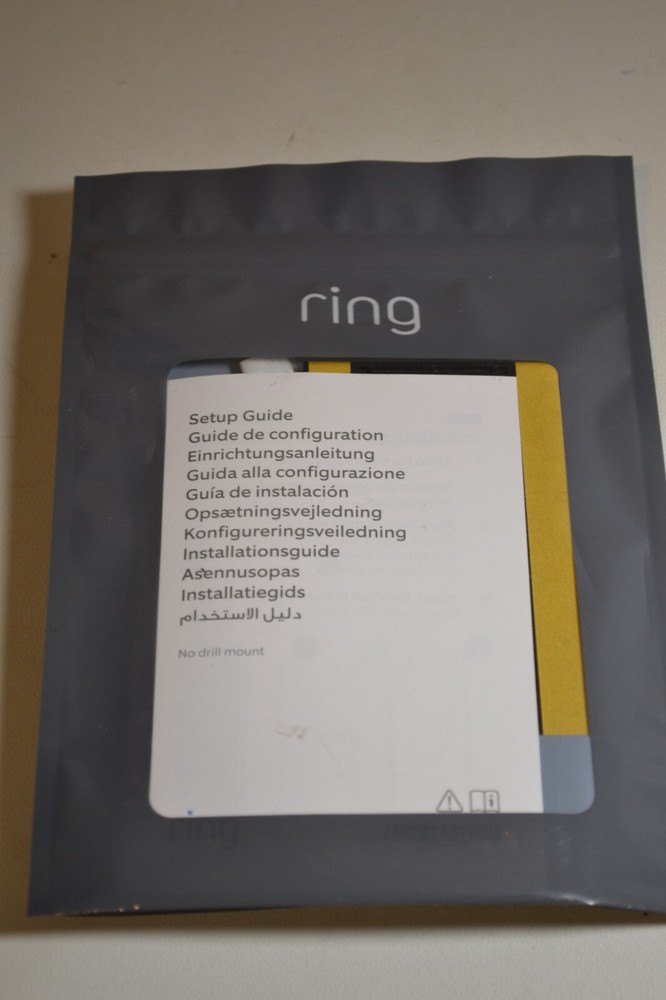 ring
Setup Guide
Guide de configuration
Einrichtungsanleitung
Guida alla configurazione
Guía de instalación
Opsætningsvejledning
Konfigureringsveiledning
Installationsguide
Asennusopas
Installatiegids
دليل الاستخدام
No drill mount
ring